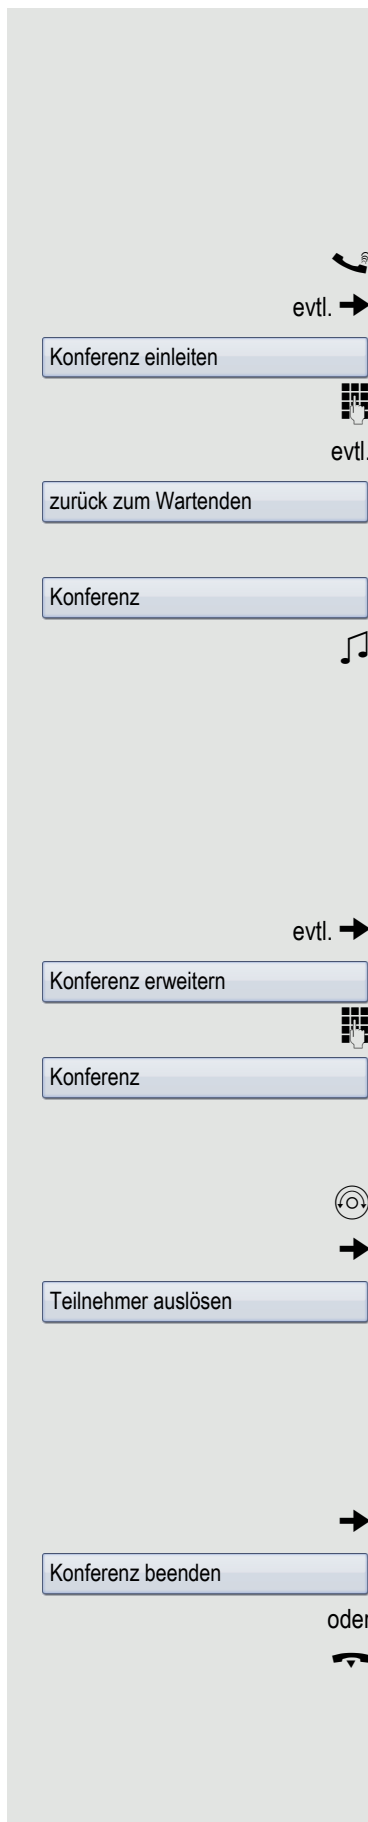 evtl.
Konferenz einleiten
evtl.
zurück zum Wartenden
Konferenz
evtl.
Konferenz erweitern
Konferenz
Teilnehmer auslösen
Konferenz beenden
oder